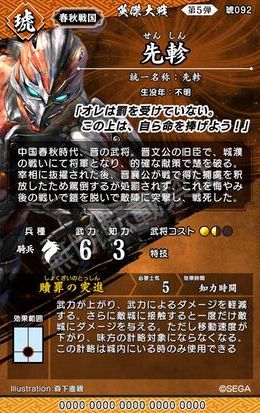 琥
春秋戦国
英傑大戦
第5弾
琥092
せん しん
先軫
統一名称：先軫
生没年：不明
「オレは罰を受けていない。
この上は、自ら命を捧げよう！」
中国春秋時代、晋の武将。晋文公の旧臣で、城濮
の戦いにて将軍となり、的確な献策で楚を破る。
宰相に抜擢された後、晋襄公が戦で得た捕虜を釈
放したため罵倒するが処罰されず。これを悔やみ
後の戦いで鎧を脱いで敵陣に突撃し、戦死した。
兵種 武力 知力 武将コスト
騎兵 6 3 特技
しょくざいのとっしん
贖罪の突進
必要士気 5
効果時間 知力時間
効果範囲
武力が上がり、武力によるダメージを軽減
する。さらに敵城に接触すると一度だけ敵
城にダメージを与える。ただし移動速度が
下がり、味方の計略対象にならなくなる。
この計略は城内にいる時のみ使用できる
Illustration:森下直親
©SEGA
0000 0000 0000 0000 0000